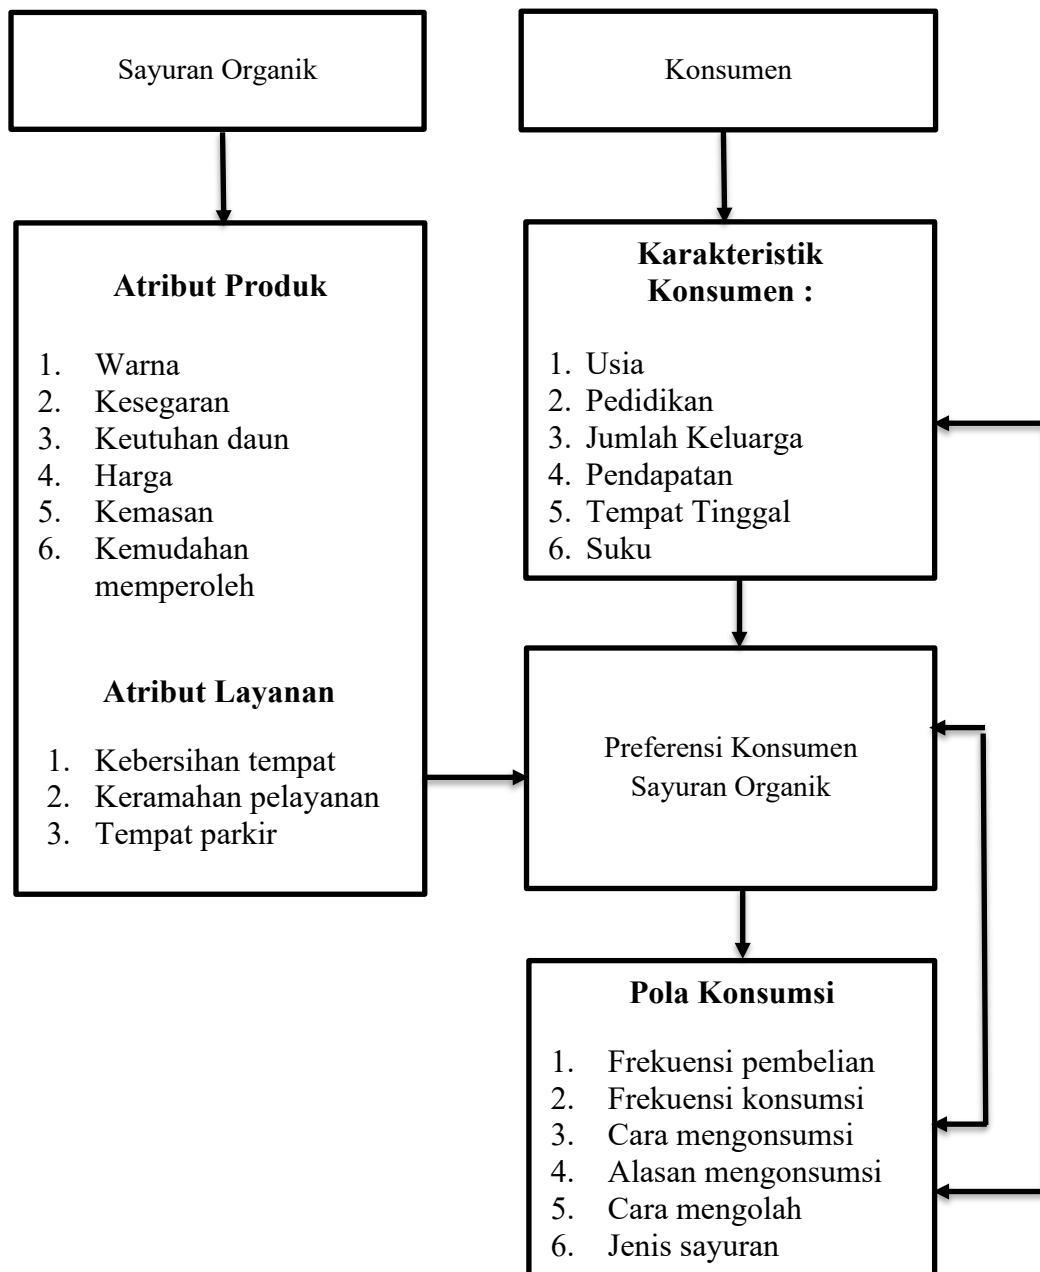 Sayuran Organik
Konsumen
Atribut Produk
1. Warna
2. Kesegaran
3. Keutuhan daun
4. Harga
5. Kemasan
6. Kemudahan
memperoleh
Atribut Layanan
1. Kebersihan tempat
2. Keramahan pelayanan
3. Tempat parkir
Karakteristik
Konsumen :
1. Usia
2. Pedidikan
3. Jumlah Keluarga
4. Pendapatan
5. Tempat Tinggal
6. Suku
Preferensi Konsumen
Sayuran Organik
Pola Konsumsi
1. Frekuensi pembelian
2. Frekuensi konsumsi
3. Cara mengonsumsi
4. Alasan mengonsumsi
5. Cara mengolah
6. Jenis sayuran